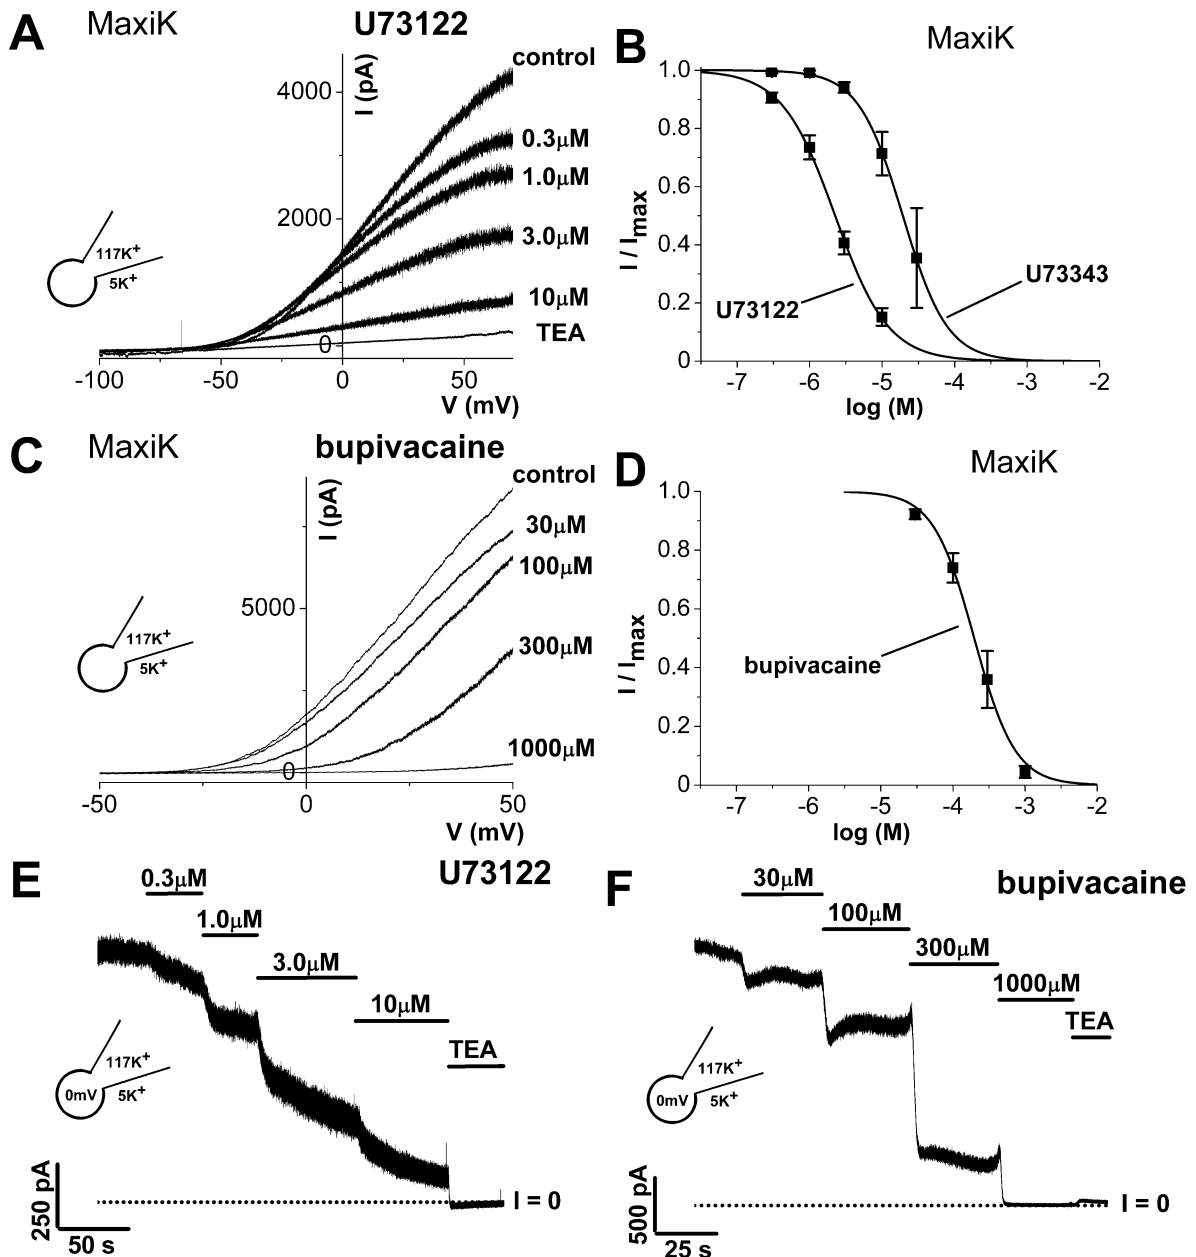 A MaxiK U73122
I (pA)
control
4000
0.3μM
1.0μM
2000
3.0μM
117K+
5K+
10μM
TEA
0
-100 -50 0 50
V (mV)
B MaxiK
1.0
0.8
0.6
0.4
0.2
0
I / Imax
U73122
U73343
-7 -6 -5 -4 -3 -2
log (M)
C MaxiK bupivacaine
I (pA)
control
30μM
100μM
5000
300μM
117K+
5K+
1000μM
0
-50 0 50
V (mV)
D MaxiK
1.0
0.8
0.6
0.4
0.2
0
I / Imax
bupivacaine
-7 -6 -5 -4 -3 -2
log (M)
E U73122
0.3μM
1.0μM
3.0μM
10μM
TEA
117K+
0mV 5K+
I = 0
250 pA
50 s
F bupivacaine
30μM
100μM
300μM
1000μM
TEA
117K+
0mV 5K+
I = 0
500 pA
25 s